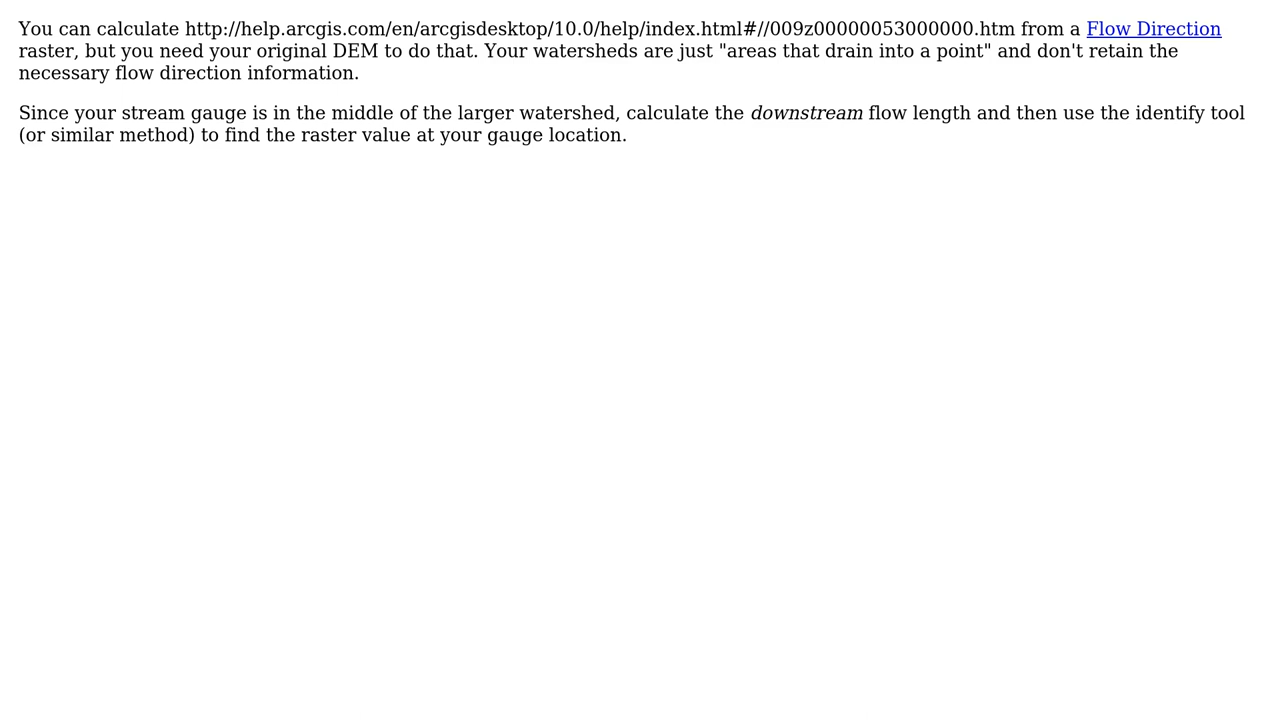 You can calculate http://help.arcgis.com/en/arcgisdesktop/10.0/help/index.html#//009z00000053000000.htm from a Flow Direction
raster, but you need your original DEM to do that. Your watersheds are just "areas that drain into a point" and don't retain the
necessary flow direction information.
Since your stream gauge is in the middle of the larger watershed, calculate the downstream flow length and then use the identify tool
(or similar method) to find the raster value at your gauge location.